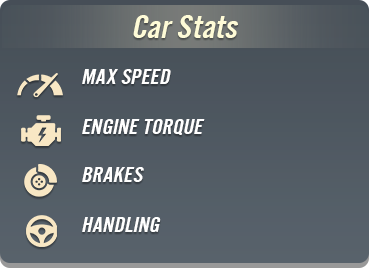 Car Stats
MAX SPEED
ENGINE TORQUE
BRAKES
HANDLING